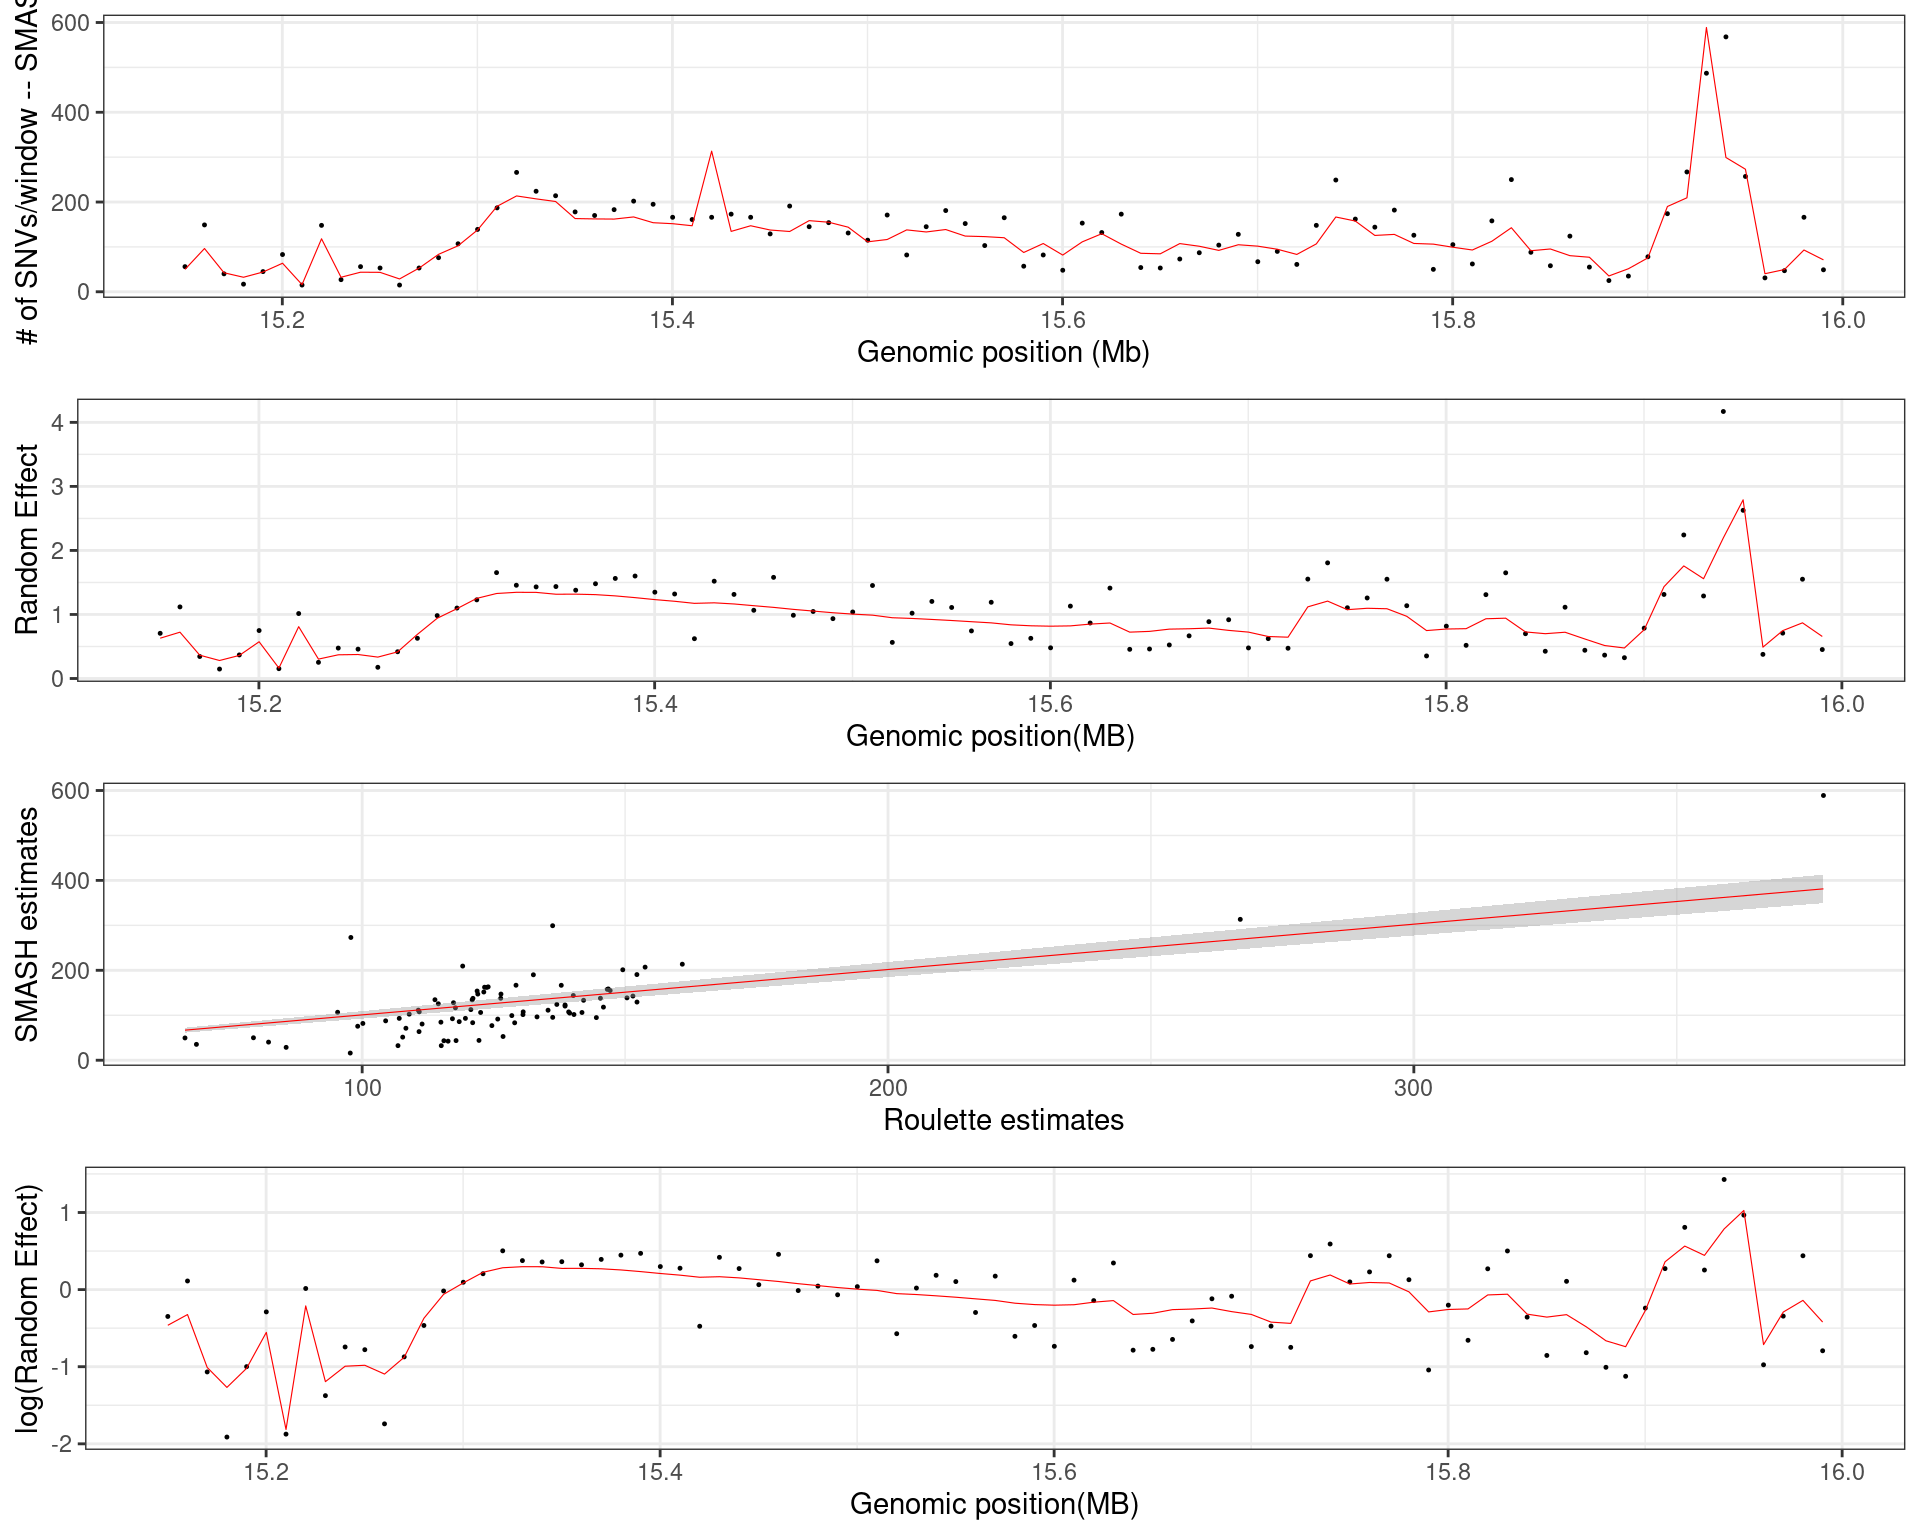 # of SNVs/window -- SMAS
600
400
200
0
15.2 15.4 15.6 15.8 16.0
Genomic position (Mb)
Random Effect
4
3
2
1
0
15.2 15.4 15.6 15.8 16.0
Genomic position(MB)
SMASH estimates
600
400
200
0
100 200 300
Roulette estimates
log(Random Effect)
1
0
-1
-2
15.2 15.4 15.6 15.8 16.0
Genomic position(MB)